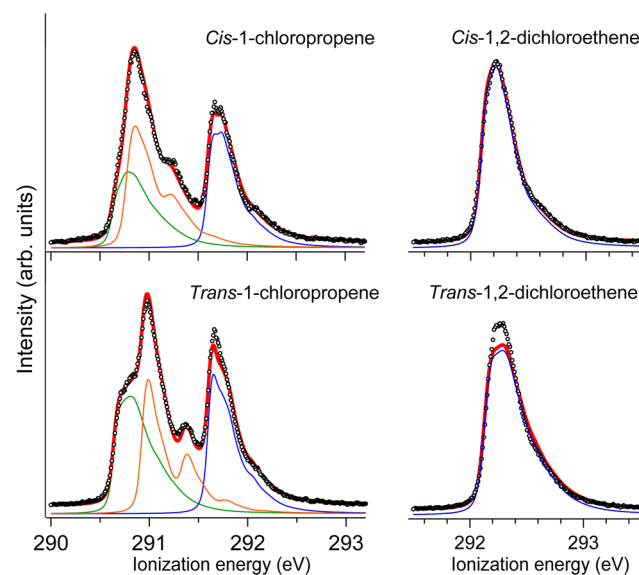 Cis-1-chloropropene
Cis-1,2-dichloroethene
Trans-1-chloropropene
Trans-1,2-dichloroethene
Intensity (arb. units)
290 291 292 293
292 293
Ionization energy (eV)
Ionization energy (eV)